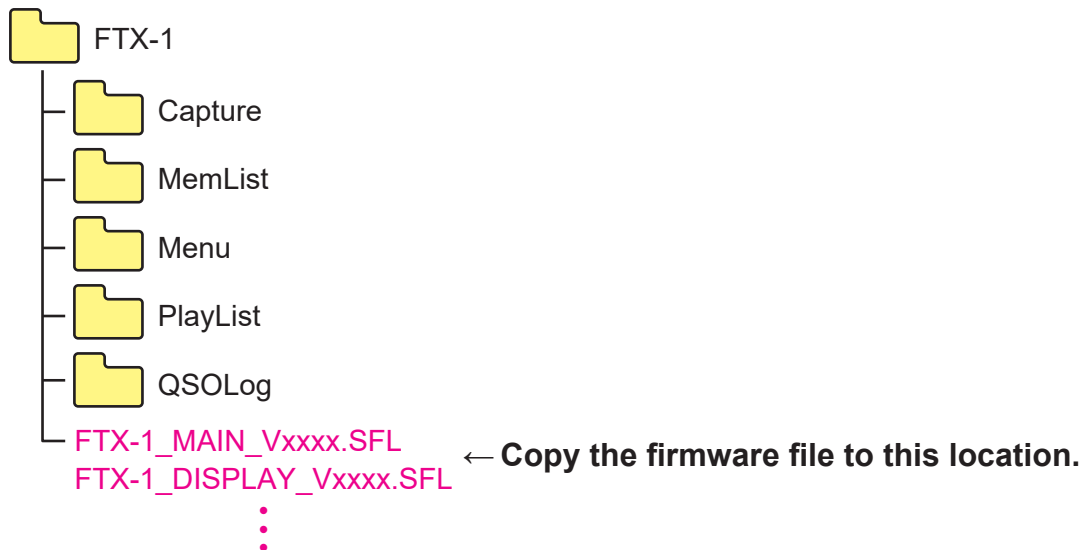 FTX-1
Capture
MemList
Menu
PlayList
QSOLog
FTX-1_MAIN_Vxxxx.SFL
FTX-1_DISPLAY_Vxxxx.SFL
← Copy the firmware file to this location.